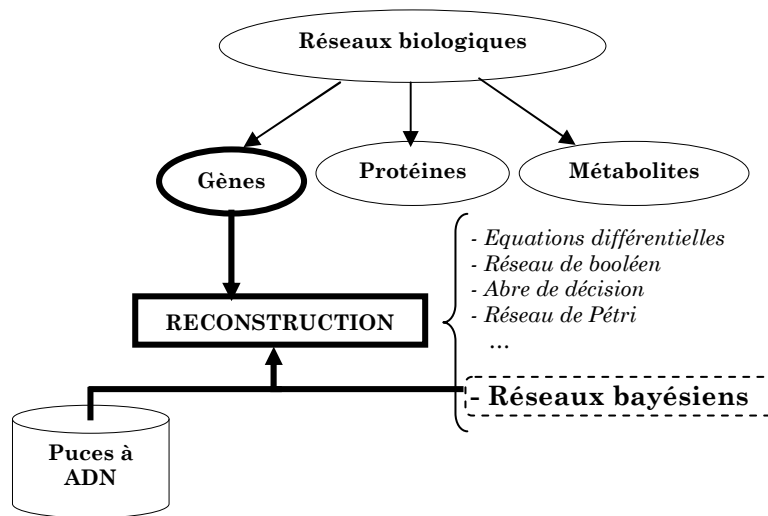 Réseaux biologiques
Gènes
Protéines
Métabolites
- Equations différentielles
- Réseau de booléen
- Abre de décision
- Réseau de Pétri
...
RECONSTRUCTION
- Réseaux bayésiens
Puces à
ADN